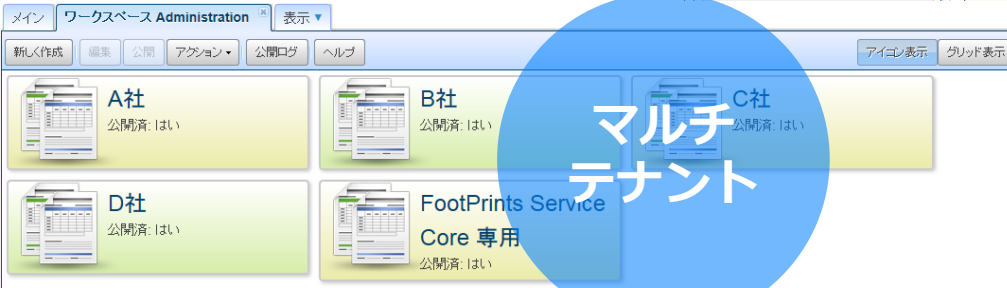 メイン
ワークスペース Administration
表示
新しく作成
編集
公開
アクション
公開ログ
ヘルプ
アイコン表示
グリッド表示
A社
公開済: はい
B社
公開済: はい
C社
公開済: はい
マルチ
テナント
D社
公開済: はい
FootPrints Service
Core 専用
公開済: はい